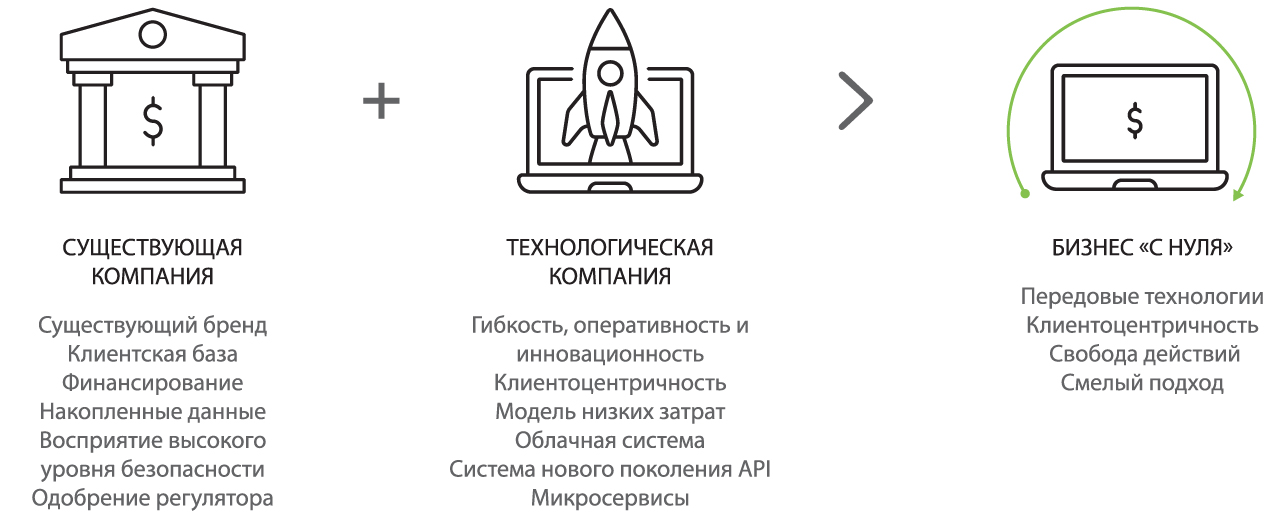 СУЩЕСТВУЮЩАЯ
КОМПАНИЯ
Существующий бренд
Клиентская база
Финансирование
Накопленные данные
Восприятие высокого
уровня безопасности
Одобрение регулятора
+
ТЕХНОЛОГИЧЕСКАЯ
КОМПАНИЯ
Гибкость, оперативность и
инновационность
Клиентоцентричность
Модель низких затрат
Облачная система
Система нового поколения API
Микросервисы
>
$
$
БИЗНЕС «С НУЛЯ»
Передовые технологии
Клиентоцентричность
Свобода действий
Смелый подход